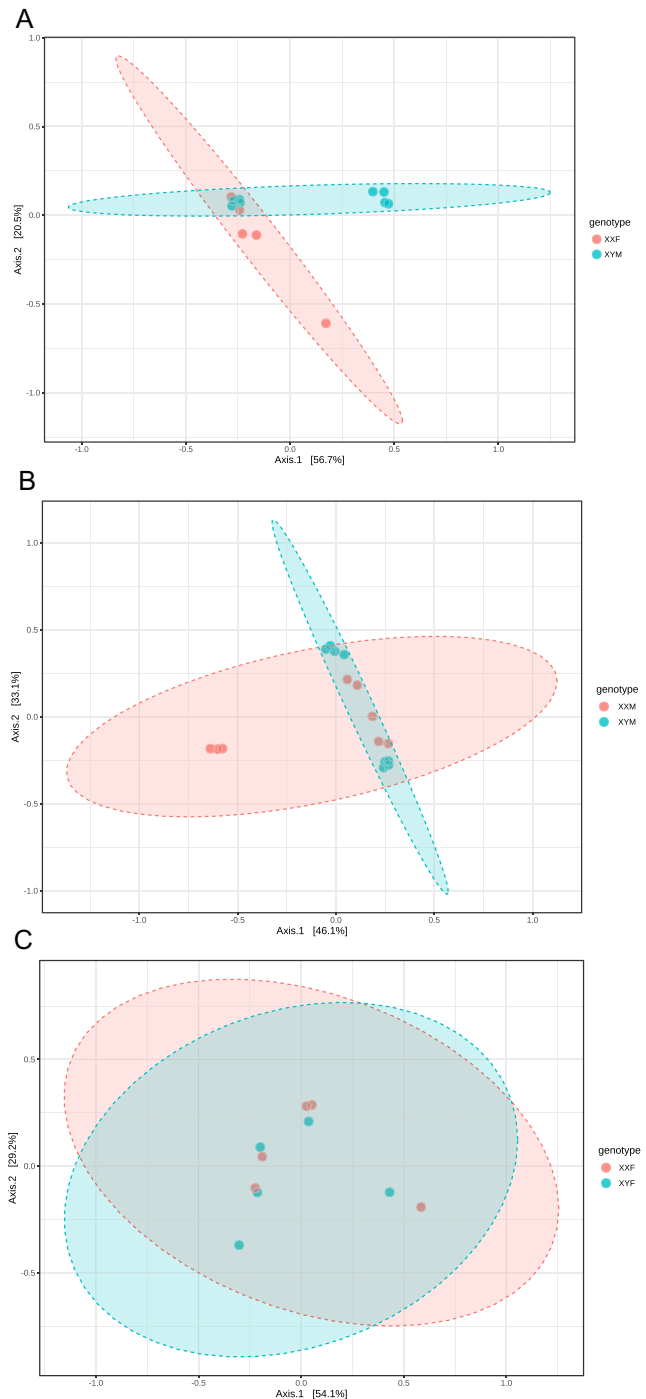 A
1.0
0.5
0.0
-0.5
-1.0
Axis.2 [20.5%]
-1.0 -0.5 0.0 0.5 1.0
Axis.1 [56.7%]
genotype
XXF
XYM
B
1.0
0.5
0.0
-0.5
-1.0
Axis.2 [33.1%]
-1.0 -0.5 0.0 0.5 1.0
Axis.1 [46.1%]
genotype
XXM
XYM
C
0.5
0.0
-0.5
Axis.2 [29.2%]
-1.0 -0.5 0.0 0.5 1.0
Axis.1 [54.1%]
genotype
XXF
XYF